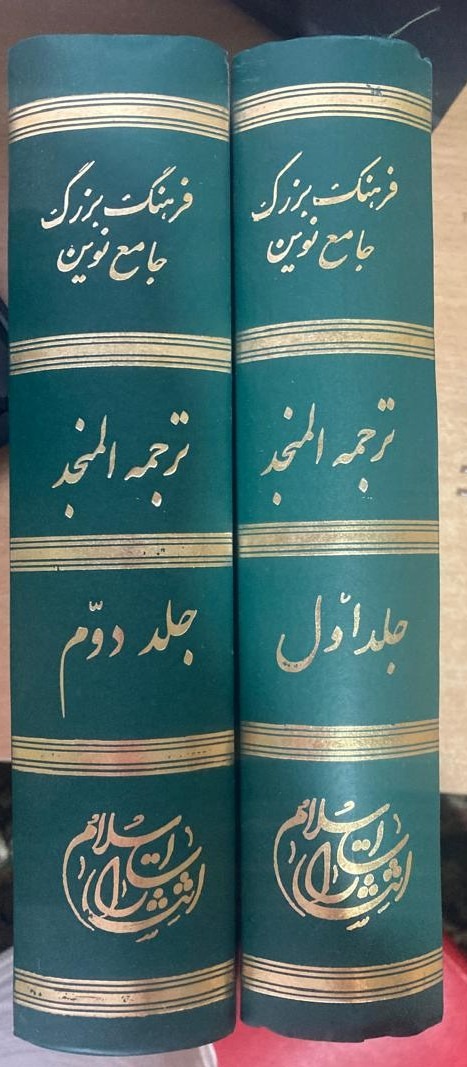 فرهنگ بزرگ
جامع نوین
ترجمه المنجد
جلد اوّل
انتشارات اسلام
فرهنگ بزرگ
جامع نوین
ترجمه المنجد
جلد دوّم
انتشارات اسلام